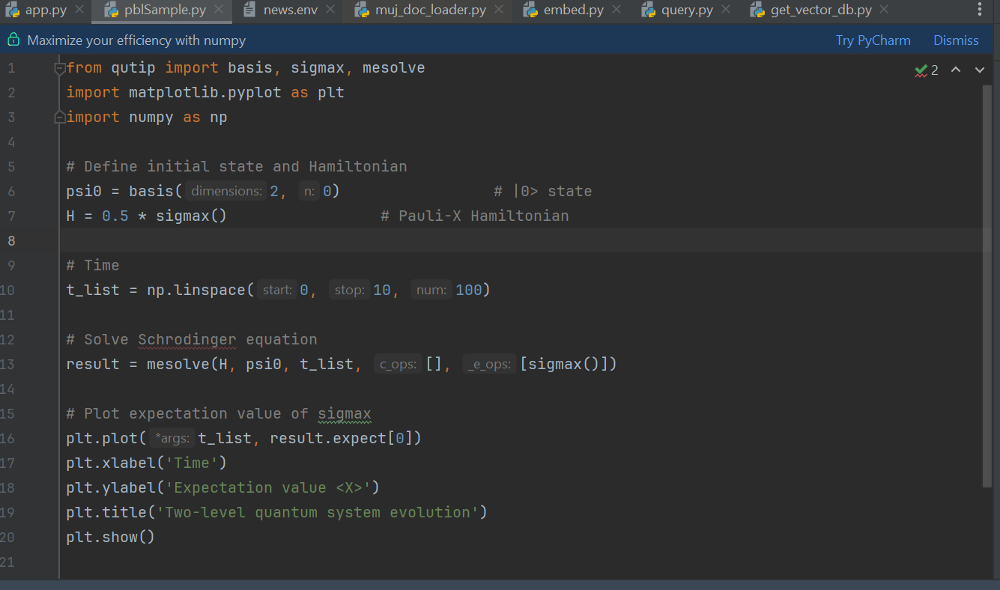 app.py pblSample.py news.env muj_doc_loader.py embed.py query.py get_vector_db.py
Maximize your efficiency with numpy Try PyCharm Dismiss
1 from qutip import basis, sigmax, mesolve 2
2 import matplotlib.pyplot as plt
3 import numpy as np
4
5 # Define initial state and Hamiltonian
6 psi0 = basis( dimensions: 2, n: 0) # |0> state
7 H = 0.5 * sigmax() # Pauli-X Hamiltonian
8
9 # Time
10 t_list = np.linspace( start: 0, stop: 10, num: 100)
11
12 # Solve Schrodinger equation
13 result = mesolve(H, psi0, t_list, c_ops: [], _e_ops: [sigmax()])
14
15 # Plot expectation value of sigmax
16 plt.plot( *args: t_list, result.expect[0])
17 plt.xlabel('Time')
18 plt.ylabel('Expectation value <X>')
19 plt.title('Two-level quantum system evolution')
20 plt.show()
21